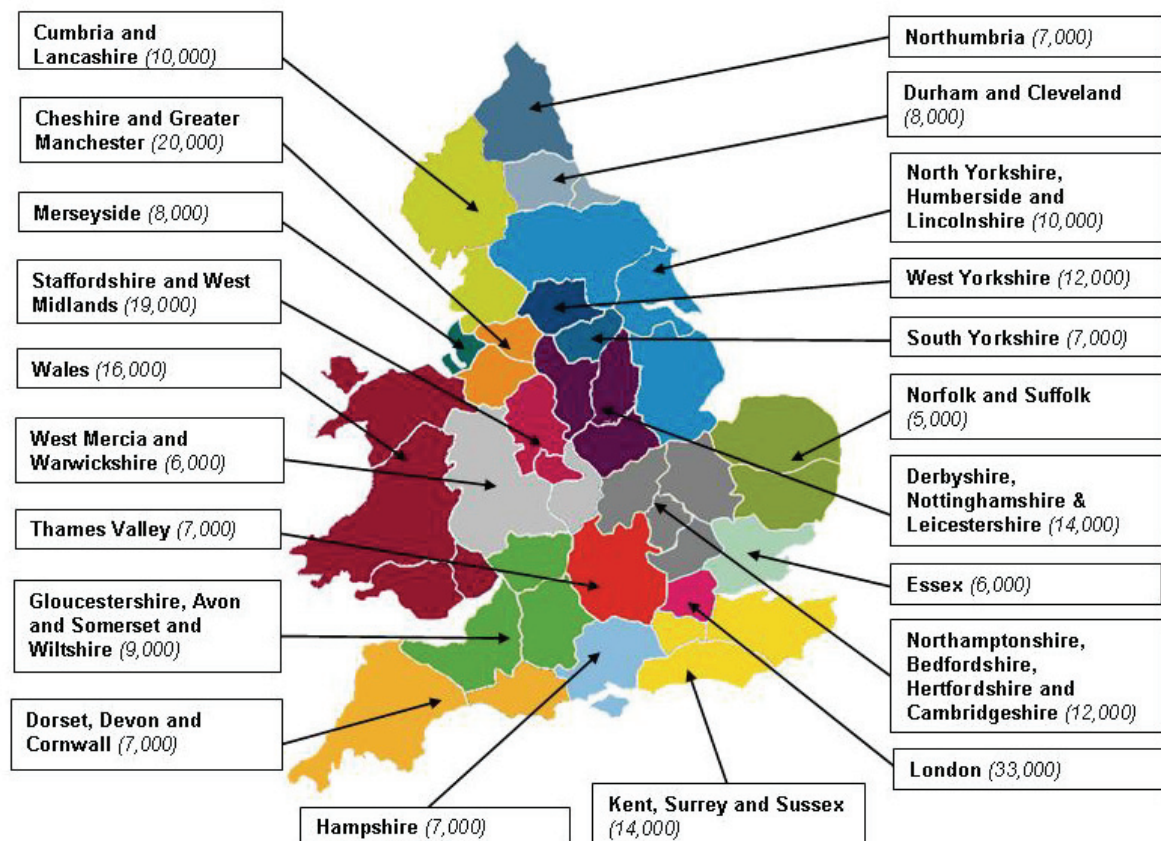 Cumbria and
Lancashire (10,000)
Cheshire and Greater
Manchester (20,000)
Merseyside (8,000)
Staffordshire and West
Midlands (19,000)
Wales (16,000)
West Mercia and
Warwickshire (6,000)
Thames Valley (7,000)
Gloucestershire, Avon
and Somerset and
Wiltshire (9,000)
Dorset, Devon and
Cornwall (7,000)
Hampshire (7,000)
Kent, Surrey and Sussex
(14,000)
Northumbria (7,000)
Durham and Cleveland
(8,000)
North Yorkshire,
Humberside and
Lincolnshire (10,000)
West Yorkshire (12,000)
South Yorkshire (7,000)
Norfolk and Suffolk
(5,000)
Derbyshire,
Nottinghamshire &
Leicestershire (14,000)
Essex (6,000)
Northamptonshire,
Bedfordshire,
Hertfordshire and
Cambridgeshire (12,000)
London (33,000)